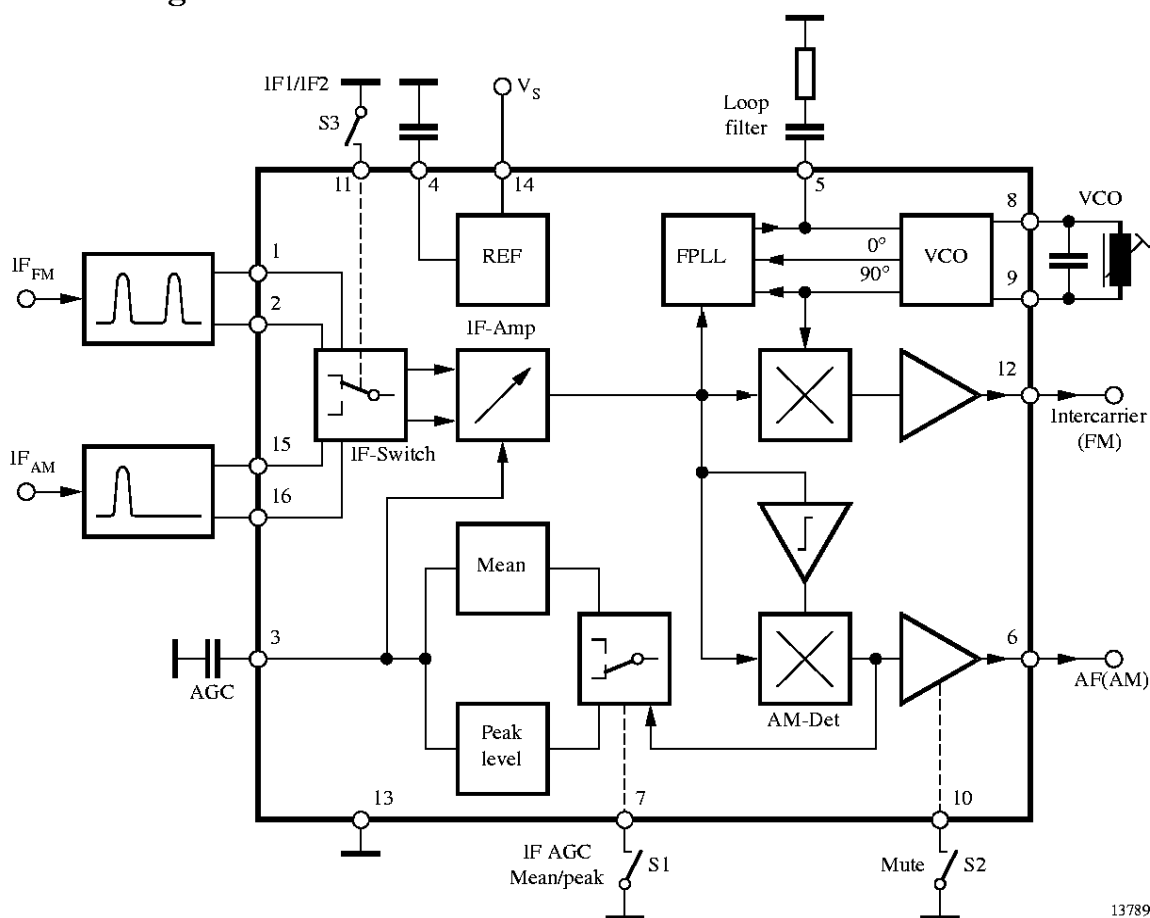 g
IF1/IF2
V_S
S3
Loop
filter
11
4
14
5
8
VCO
1
IF_FM
REF
FPLL
0°
90°
VCO
9
2
IF-Amp
12
Intercarrier
(FM)
15
IF-Switch
IF_AM
16
Mean
3
AGC
6
AF(AM)
AM-Det
Peak
level
13
7
10
IF AGC
Mean/peak
S1
Mute
S2
13789